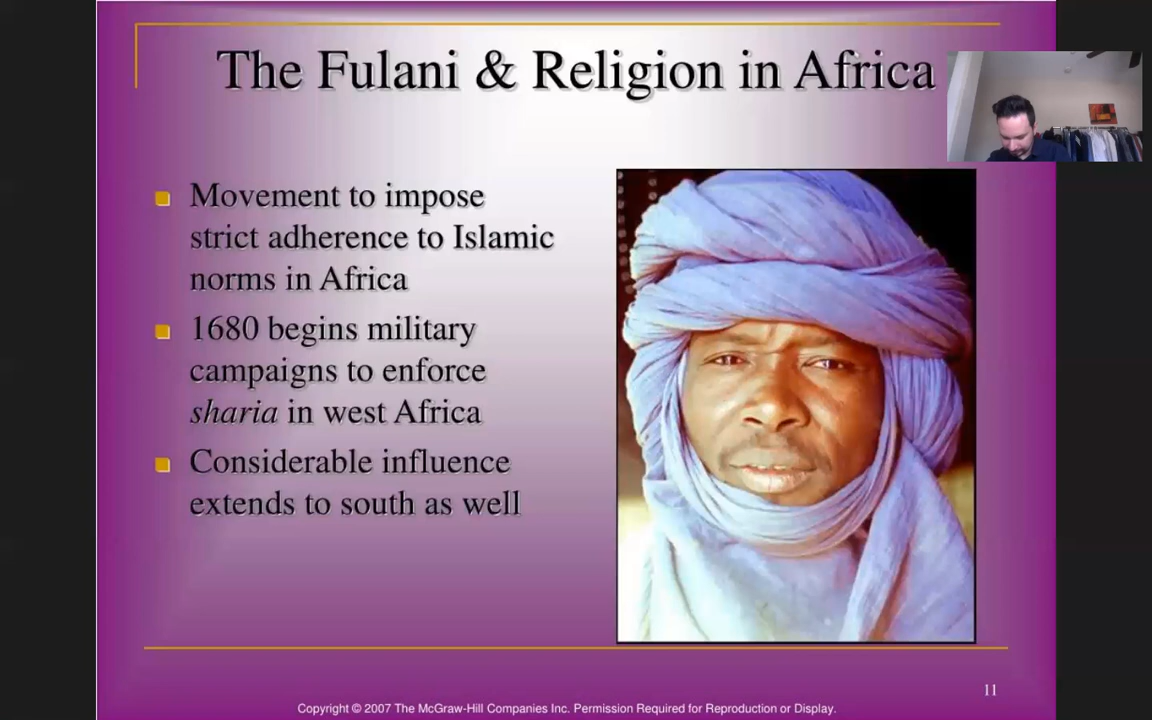 The Fulani & Religion in Africa
Movement to impose
strict adherence to Islamic
norms in Africa
1680 begins military
campaigns to enforce
sharia in west Africa
Considerable influence
extends to south as well
11
Copyright © 2007 The McGraw-Hill Companies Inc. Permission Required for Reproduction or Display.